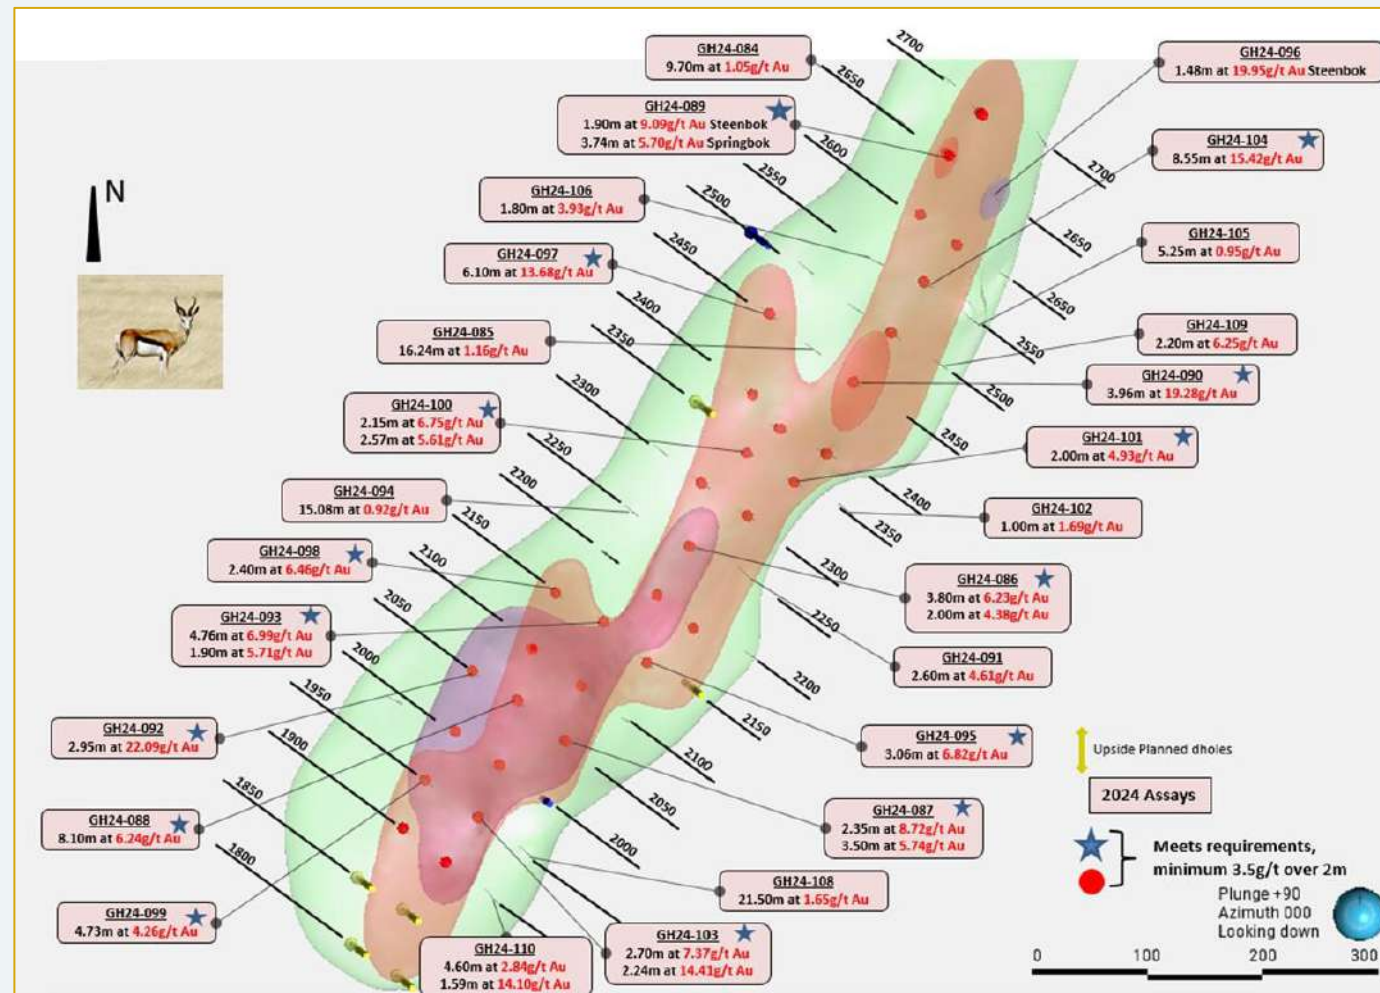 GH24-084
9.70m at 1.05g/t Au
GH24-096
1.48m at 19.95g/t Au Steenbok
GH24-089
1.90m at 9.09g/t Au Steenbok
3.74m at 5.70g/t Au Springbok
GH24-104
8.55m at 15.42g/t Au
GH24-106
1.80m at 3.93g/t Au
GH24-105
5.25m at 0.95g/t Au
GH24-097
6.10m at 13.68g/t Au
GH24-085
16.24m at 1.16g/t Au
GH24-109
2.20m at 6.25g/t Au
GH24-090
3.96m at 19.28g/t Au
GH24-100
2.15m at 6.75g/t Au
2.57m at 5.61g/t Au
GH24-101
2.00m at 4.93g/t Au
GH24-094
15.08m at 0.92g/t Au
GH24-102
1.00m at 1.69g/t Au
GH24-098
2.40m at 6.46g/t Au
GH24-086
3.80m at 6.23g/t Au
2.00m at 4.38g/t Au
GH24-093
4.76m at 6.99g/t Au
1.90m at 5.71g/t Au
GH24-091
2.60m at 4.61g/t Au
GH24-092
2.95m at 22.09g/t Au
GH24-095
3.06m at 6.82g/t Au
GH24-088
8.10m at 6.24g/t Au
GH24-087
2.35m at 8.72g/t Au
3.50m at 5.74g/t Au
GH24-108
21.50m at 1.65g/t Au
GH24-099
4.73m at 4.26g/t Au
GH24-110
4.60m at 2.84g/t Au
1.59m at 14.10g/t Au
GH24-103
2.70m at 7.37g/t Au
2.24m at 14.41g/t Au
N
2700
2650
2600
2550
2500
2450
2400
2350
2300
2250
2200
2150
2100
2050
2000
1950
1900
1850
1800
2700
2650
2650
2550
2500
2450
2400
2350
2300
2250
2200
2150
2100
2050
2000
Upside Planned dholes
2024 Assays
Meets requirements,
minimum 3.5g/t over 2m
Plunge +90
Azimuth 000
Looking down
0 100 200 300